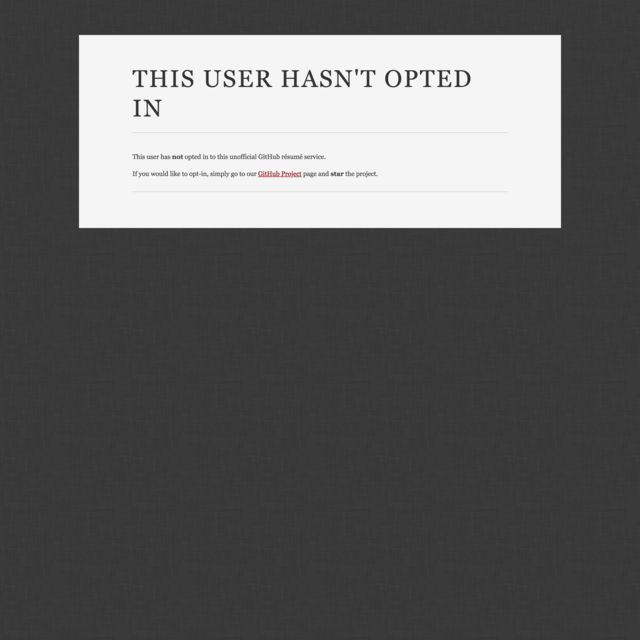 THIS USER HASN'T OPTED
IN
This user has not opted in to this unofficial GitHub résumé service.
If you would like to opt-in, simply go to our GitHub Project page and star the project.